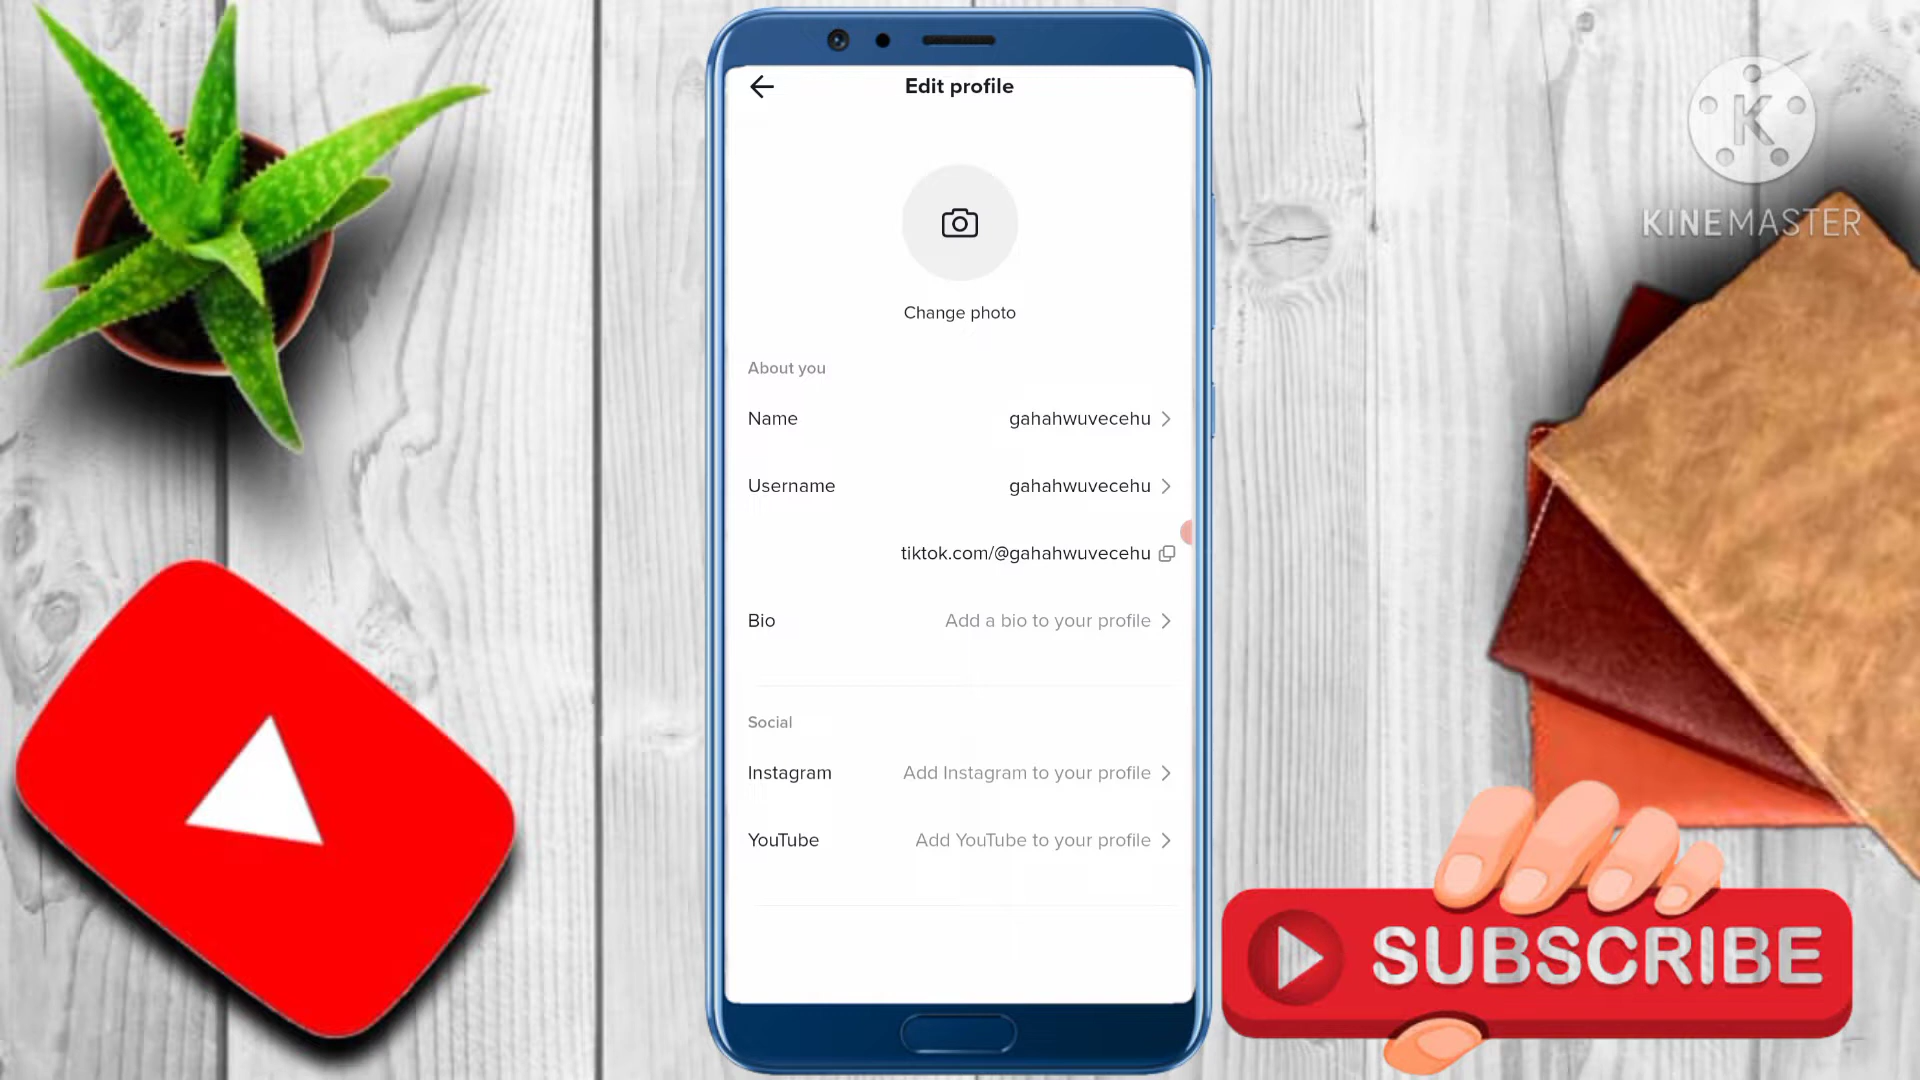 Edit profile
Change photo
About you
Name gahahwuvecehu
Username gahahwuvecehu
tiktok.com/@gahahwuvecehu
Bio Add a bio to your profile
Social
Instagram Add Instagram to your profile
YouTube Add YouTube to your profile
K
KINEMASTER
SUBSCRIBE